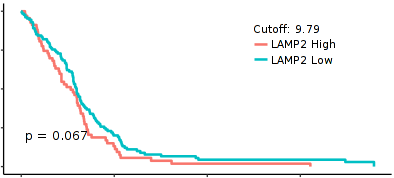 Cutoff: 9.79
LAMP2 High
LAMP2 Low
p = 0.067